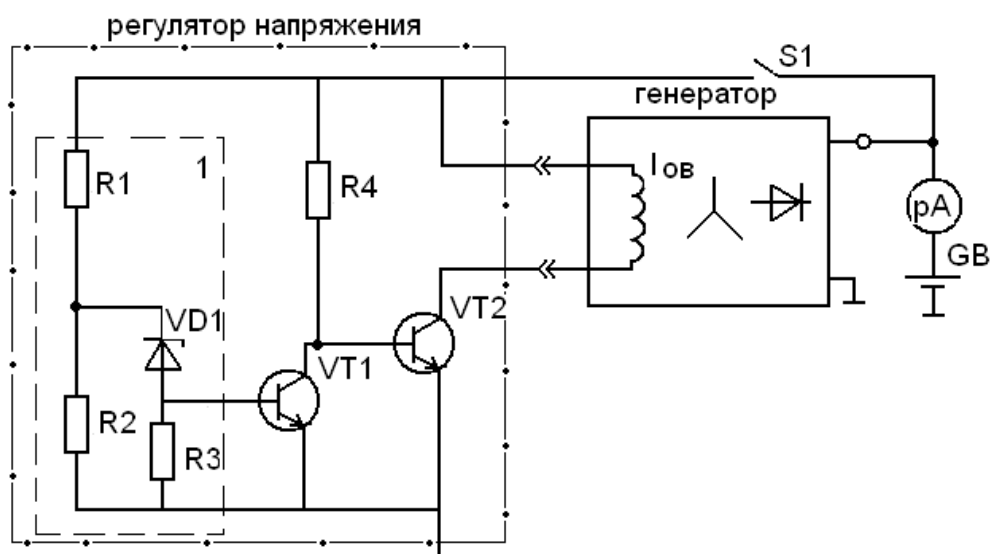 регулятор напряжения
S1
генератор
R1
1
R4
Iов
pA
GB
VD1
VT2
VT1
R2
R3